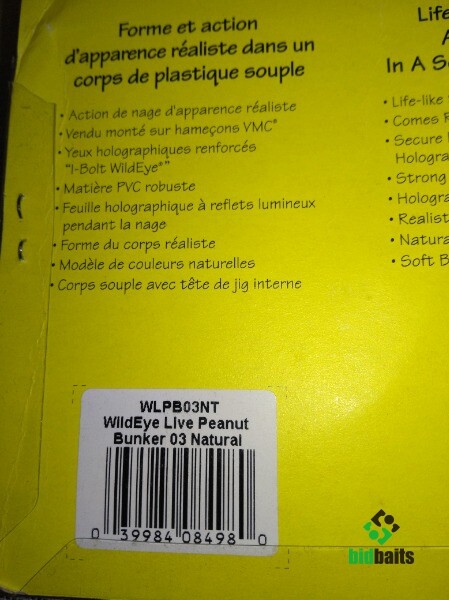 Forme et action
d'apparence réaliste dans un
corps de plastique souple
• Action de nage d'apparence réaliste
• Vendu monté sur hameçons VMC®
• Yeux holographiques renforcés
"I-Bolt WildEye®"
• Matière PVC robuste
• Feuille holographique à reflets lumineux
pendant la nage
• Forme du corps réaliste
• Modèle de couleurs naturelles
• Corps souple avec tête de jig interne
Life-
In A S
• Life-like
• Comes
• Secure
Hologra
• Strong
• Hologra
• Realist
• Natura
• Soft B
WLPB03NT
WildEye Live Peanut
Bunker 03 Natural
0 39984 08498 0
bidbaits